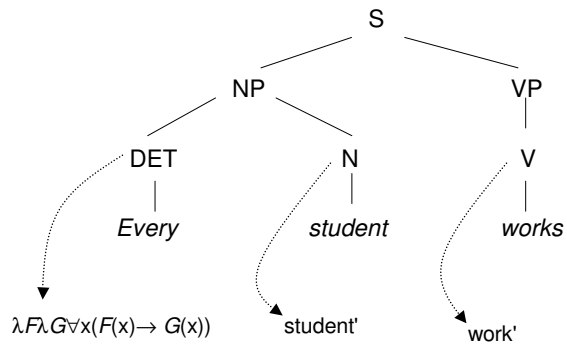 S
NP VP
DET N V
Every student works
λFλG∀x(F(x)→ G(x)) student' work'